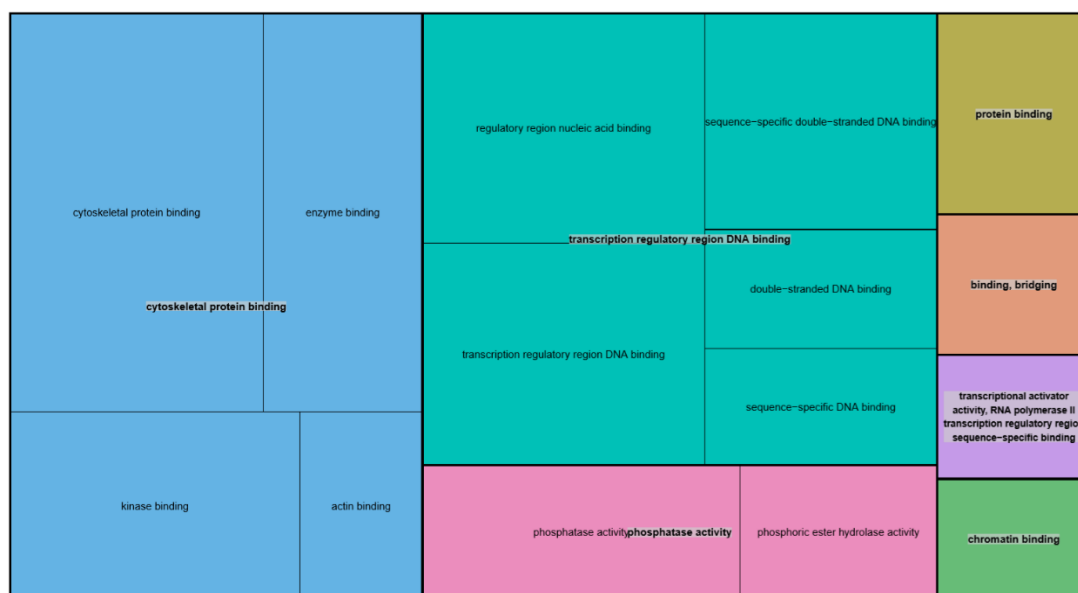 cytoskeletal protein binding
enzyme binding
cytoskeletal protein binding
kinase binding
actin binding
regulatory region nucleic acid binding
sequence−specific double−stranded DNA binding
transcription regulatory region DNA binding
double−stranded DNA binding
transcription regulatory region DNA binding
sequence−specific DNA binding
phosphatase activity
phosphatase activity
phosphoric ester hydrolase activity
protein binding
binding, bridging
transcriptional activator
activity, RNA polymerase II
transcription regulatory region
sequence−specific binding
chromatin binding